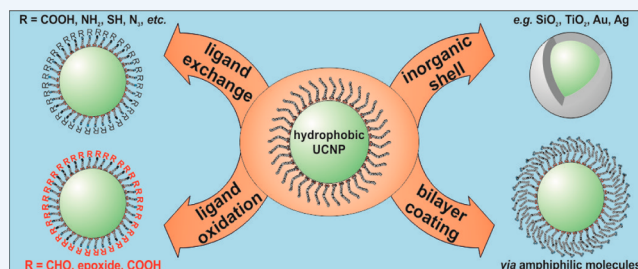 R = COOH, NH₂, SH, N₃, etc.
e.g. SiO₂, TiO₂, Au, Ag
ligand
exchange
inorganic
shell
hydrophobic
UCNP
ligand
oxidation
bilayer
coating
R = CHO, epoxide, COOH
via amphiphilic molecules